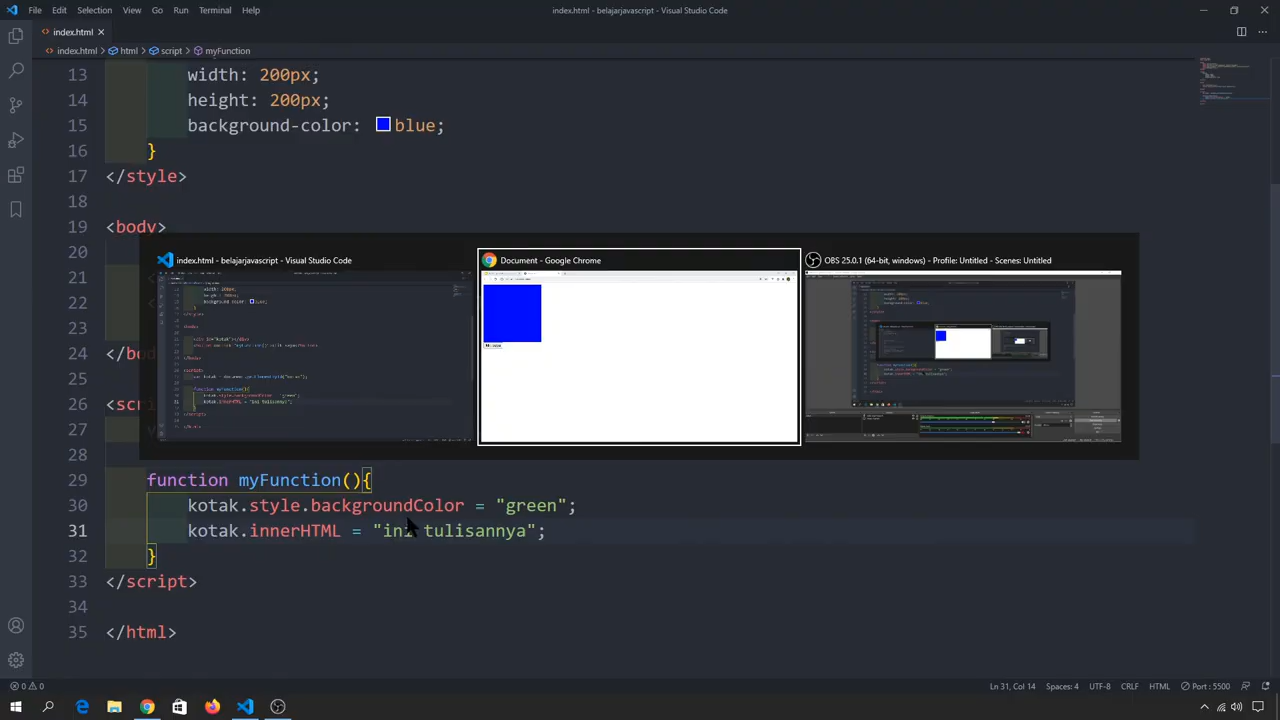 File Edit Selection View Go Run Terminal Help
index.html - belajarjavascript - Visual Studio Code
index.html
index.html html script myFunction
13 width: 200px;
14 height: 200px;
15 background-color: blue;
16 }
17 </style>
18
19 <body>
20
21
22
23
24 </bo
25
26 <scri
27
28
index.html - belajarjavascript - Visual Studio Code
Document - Google Chrome
OBS 25.0.1 (64-bit, windows) - Profile: Untitled - Scenes: Untitled
29 function myFunction(){
30 kotak.style.backgroundColor = "green";
31 kotak.innerHTML = "ini tulisannya";
32 }
33 </script>
34
35 </html>
0 0
Ln 31, Col 14 Spaces: 4 UTF-8 CRLF HTML Port : 5500